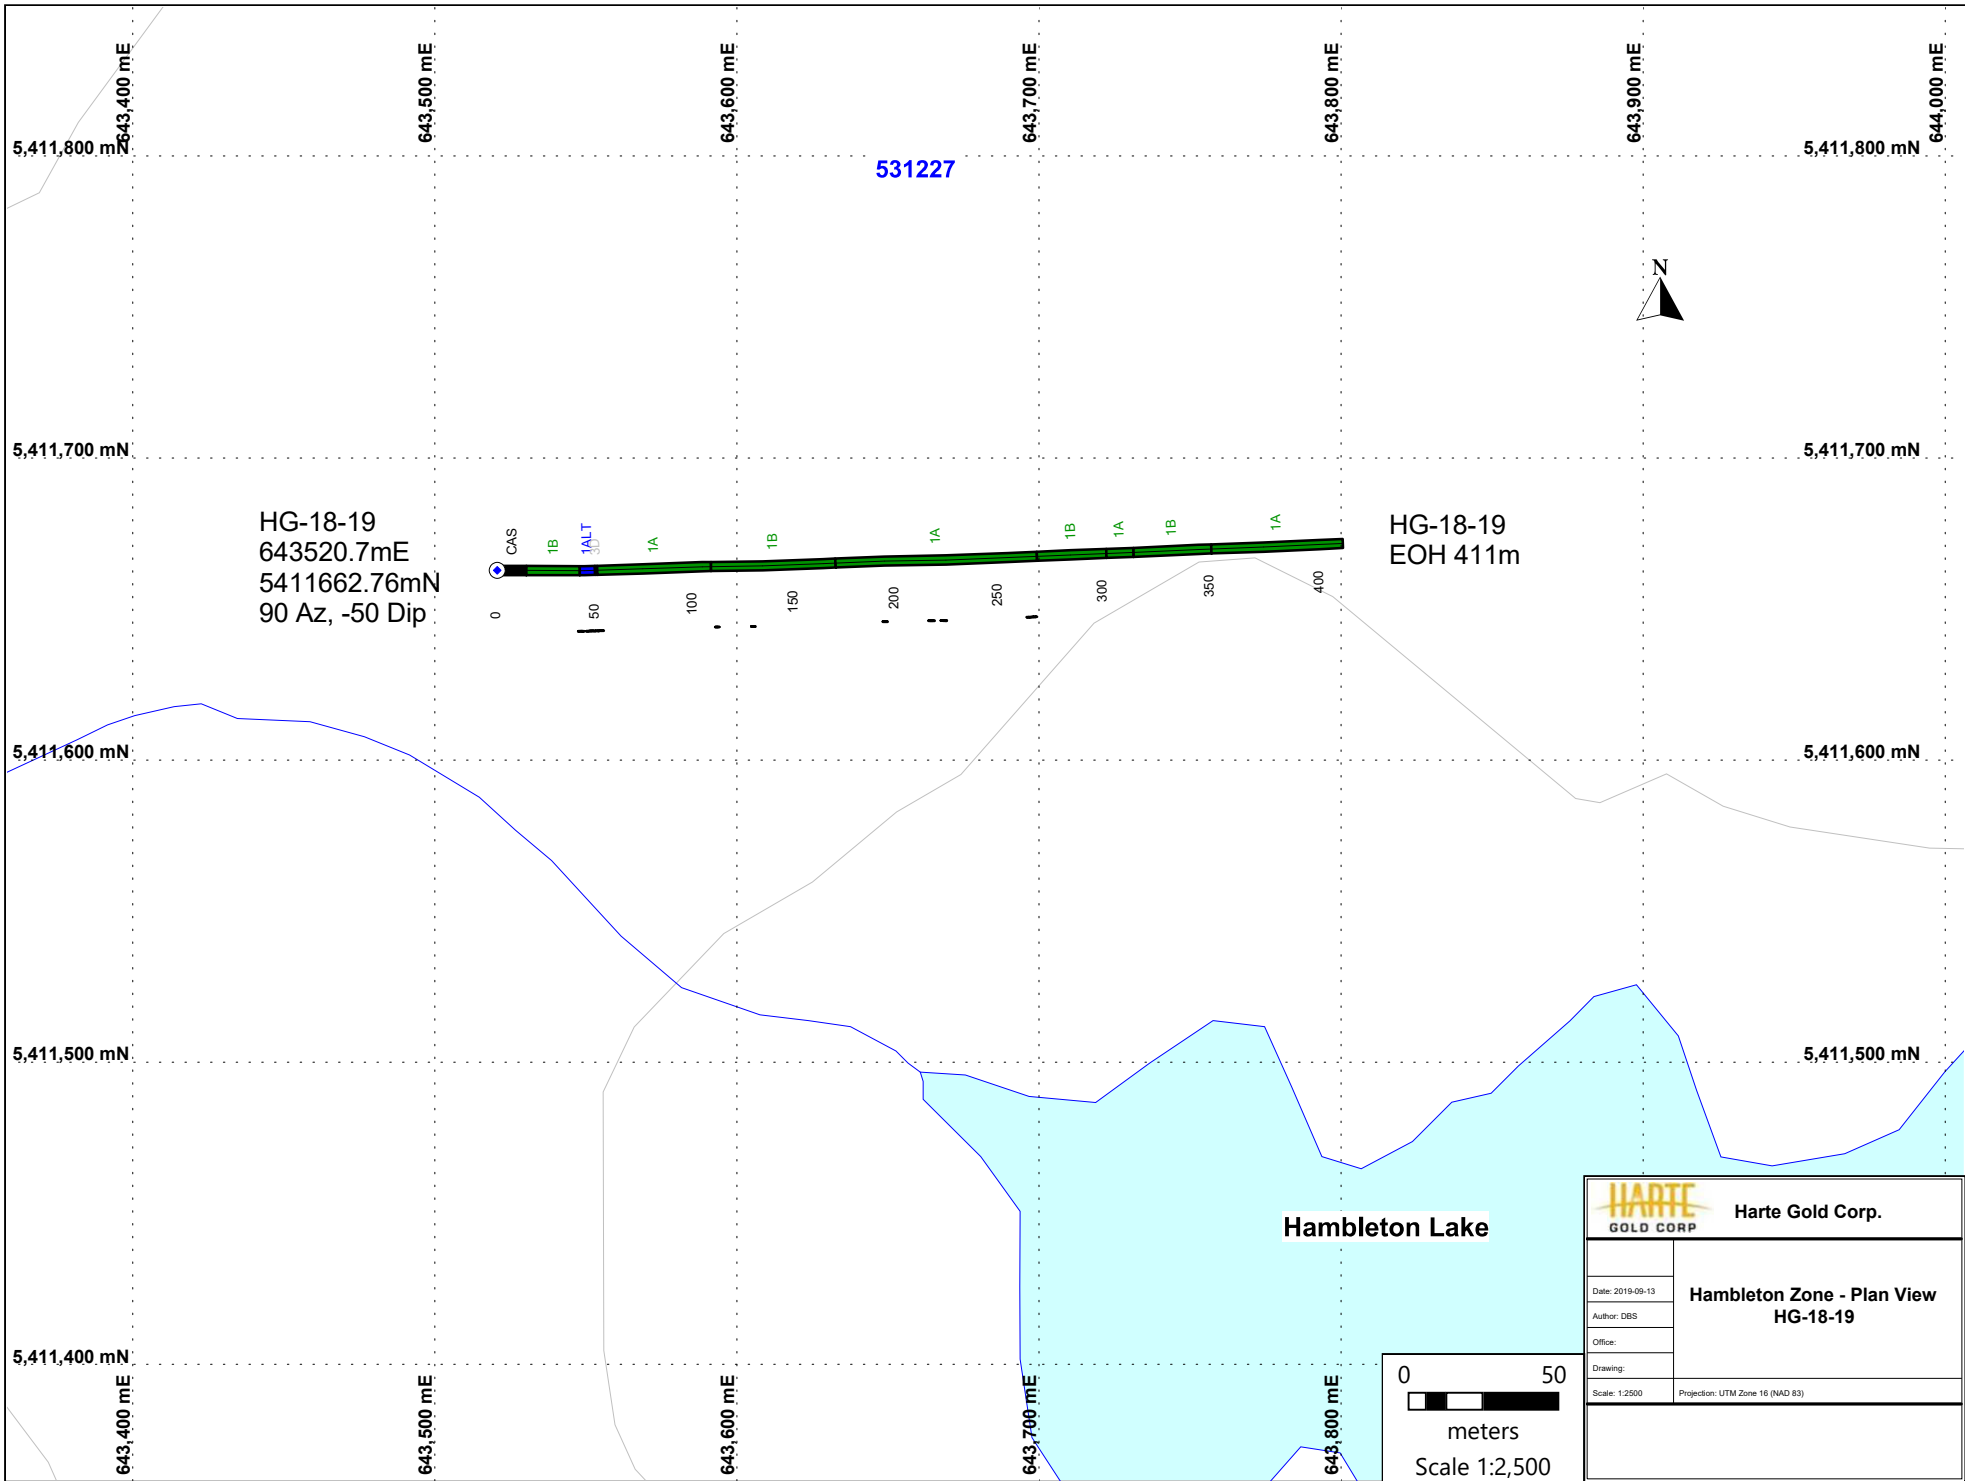 643,400 mE
643,500 mE
643,600 mE
643,700 mE
643,800 mE
643,900 mE
644,000 mE
5,411,800 mN
5,411,800 mN
531227
N
5,411,700 mN
5,411,700 mN
HG-18-19
643520.7mE
5411662.76mN
90 Az, -50 Dip
CAS
1B
1ALT
3D
1A
1B
1A
1B
1A
1B
1A
HG-18-19
EOH 411m
0
50
100
150
200
250
300
350
400
5,411,600 mN
5,411,600 mN
5,411,500 mN
5,411,500 mN
Hambleton Lake
5,411,400 mN
643,400 mE
643,500 mE
643,600 mE
643,700 mE
643,800 mE
0 50
meters
Scale 1:2,500
HARTE
GOLD CORP
Harte Gold Corp.
Hambleton Zone - Plan View
HG-18-19
Date: 2019-09-13
Author: DBS
Office:
Drawing:
Scale: 1:2500
Projection: UTM Zone 16 (NAD 83)